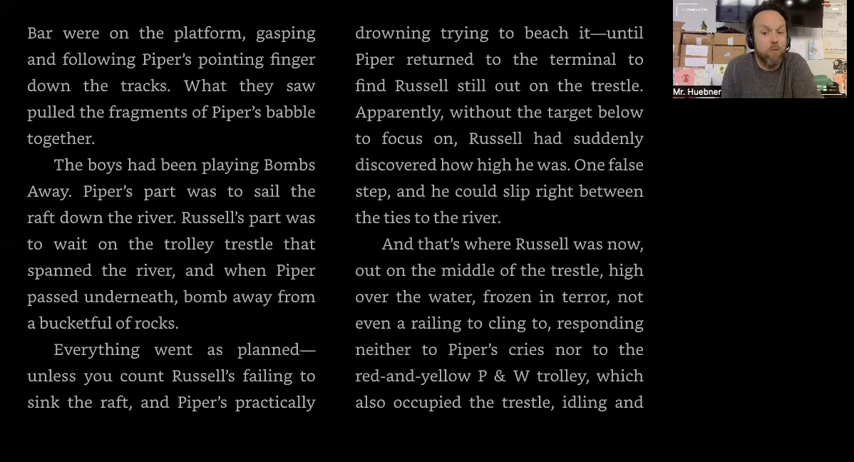 Bar were on the platform, gasping
and following Piper's pointing finger
down the tracks. What they saw
pulled the fragments of Piper's babble
together.
The boys had been playing Bombs
Away. Piper's part was to sail the
raft down the river. Russell's part was
to wait on the trolley trestle that
spanned the river, and when Piper
passed underneath, bomb away from
a bucketful of rocks.
Everything went as planned—
unless you count Russell's failing to
sink the raft, and Piper's practically
drowning trying to beach it—until
Piper returned to the terminal to
find Russell still out on the trestle.
Apparently, without the target below
to focus on, Russell had suddenly
discovered how high he was. One false
step, and he could slip right between
the ties to the river.
And that's where Russell was now,
out on the middle of the trestle, high
over the water, frozen in terror, not
even a railing to cling to, responding
neither to Piper's cries nor to the
red-and-yellow P & W trolley, which
also occupied the trestle, idling and
Mr. Huebner